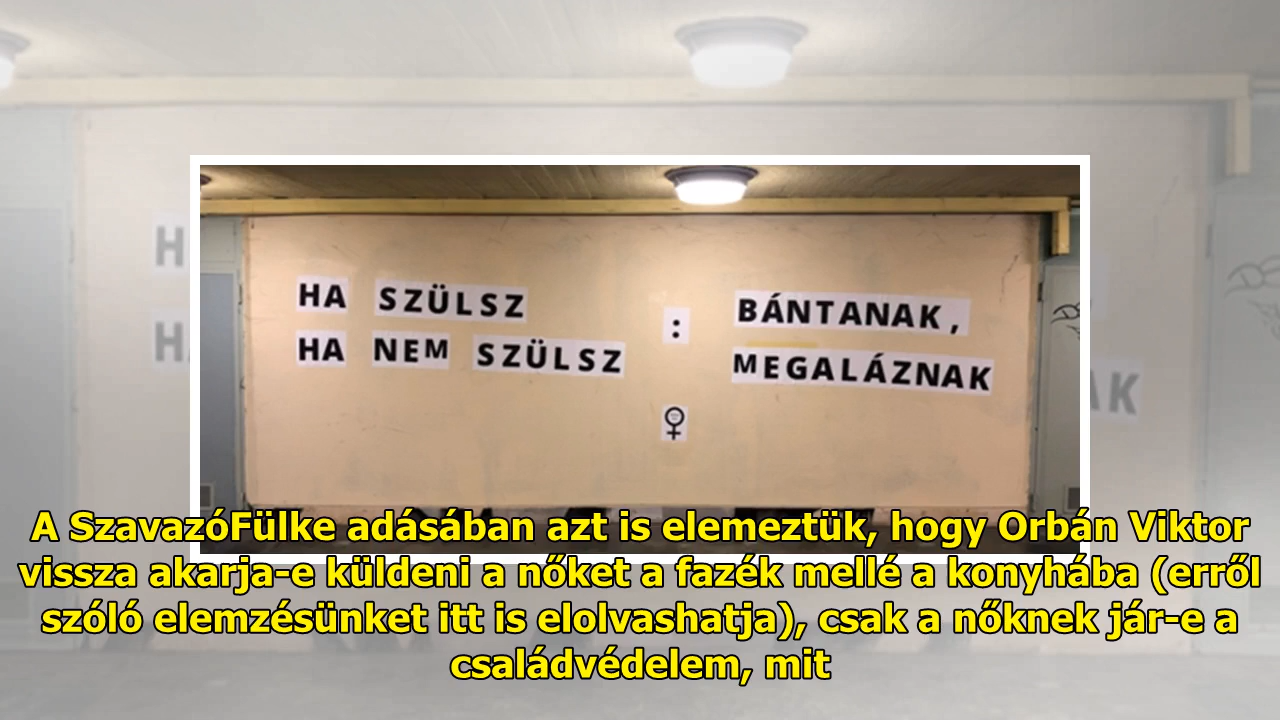 HA SZÜLSZ : BÁNTANAK,
HA NEM SZÜLSZ MEGALÁZNAK
A SzavazóFülke adásában azt is elemeztük, hogy Orbán Viktor
vissza akarja-e küldeni a nőket a fazék mellé a konyhába (erről
szóló elemzésünket itt is elolvashatja), csak a nőknek jár-e a
családvédelem, mit